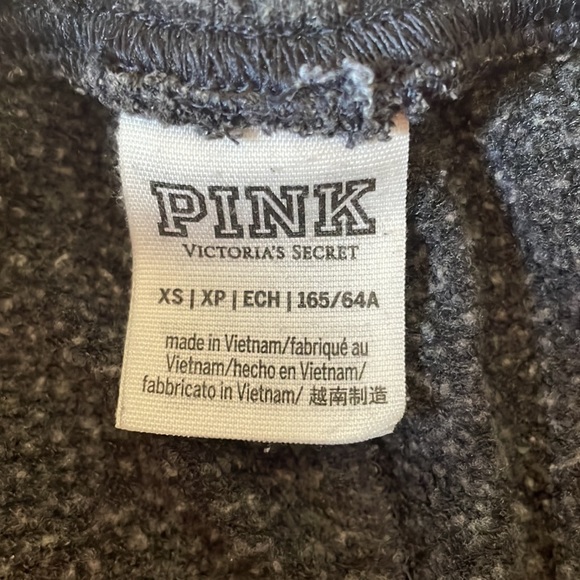 PINK
VICTORIA'S SECRET
XS | XP | ECH | 165/64A
made in Vietnam/fabriqué au
Vietnam/hecho en Vietnam/
fabbricato in Vietnam/ 越南制造